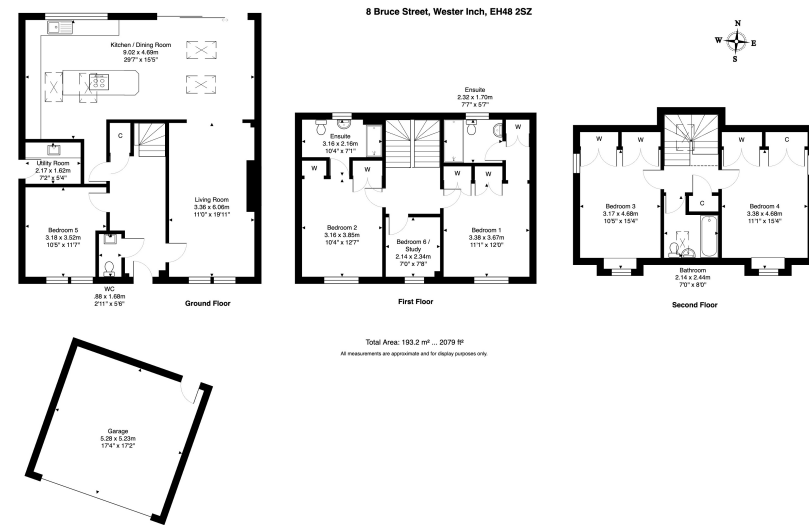 8 Bruce Street, Wester Inch, EH48 2SZ
N
W
E
S
Kitchen / Dining Room
9.02 x 4.69m
29'7" x 15'5"
C
Utility Room
2.17 x 1.62m
7'2" x 5'4"
Living Room
3.36 x 6.06m
11'0" x 19'11"
Bedroom 5
3.18 x 3.52m
10'5" x 11'7"
WC
.88 x 1.68m
2'11" x 5'6"
Ground Floor
Ensuite
2.32 x 1.70m
7'7" x 5'7"
Ensuite
3.16 x 2.16m
10'4" x 7'1"
W
W
W
W
W
Bedroom 2
3.16 x 3.85m
10'4" x 12'7"
Bedroom 6 /
Study
2.14 x 2.34m
7'0" x 7'8"
Bedroom 1
3.38 x 3.67m
11'1" x 12'0"
First Floor
W
W
W
C
C
Bedroom 3
3.17 x 4.68m
10'5" x 15'4"
Bedroom 4
3.38 x 4.68m
11'1" x 15'4"
Bathroom
2.14 x 2.44m
7'0" x 8'0"
Second Floor
Total Area: 193.2 m² ... 2079 ft²
All measurements are approximate and for display purposes only.
Garage
5.28 x 5.23m
17'4" x 17'2"